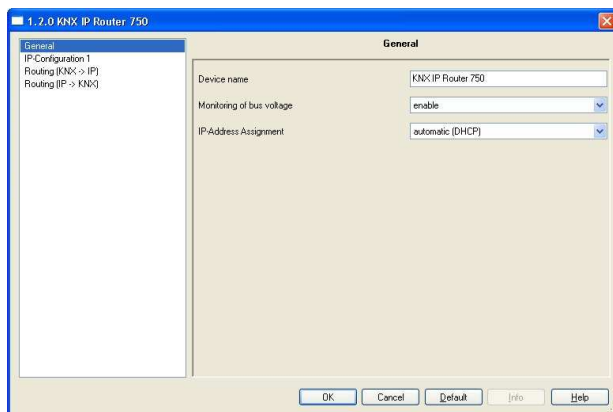 1.2.0 KNX IP Router 750
General
IP-Configuration 1
Routing (KNX -> IP)
Routing (IP -> KNX)
General
Device name
KNX IP Router 750
Monitoring of bus voltage
enable
IP-Address Assignment
automatic (DHCP)
OK
Cancel
Default
Info
Help